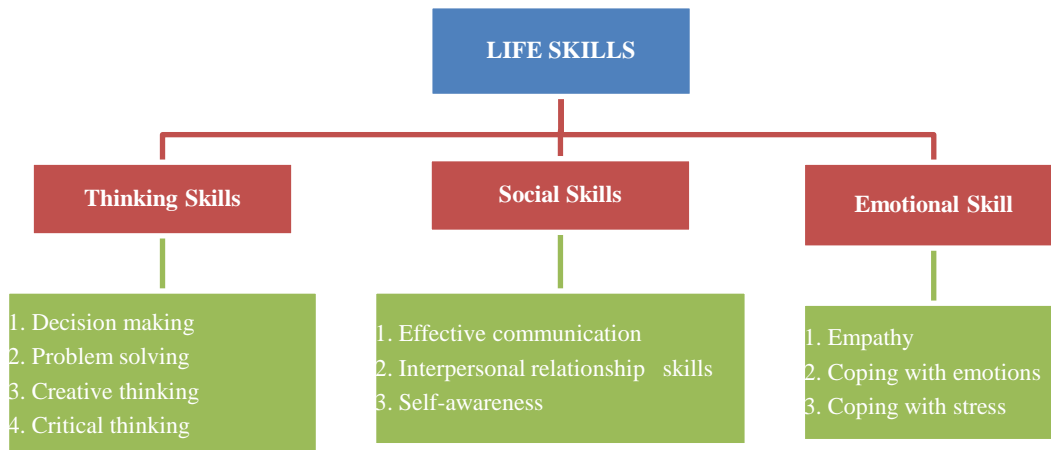 LIFE SKILLS
Thinking Skills
Social Skills
Emotional Skill
1. Decision making
2. Problem solving
3. Creative thinking
4. Critical thinking
1. Effective communication
2. Interpersonal relationship skills
3. Self-awareness
1. Empathy
2. Coping with emotions
3. Coping with stress